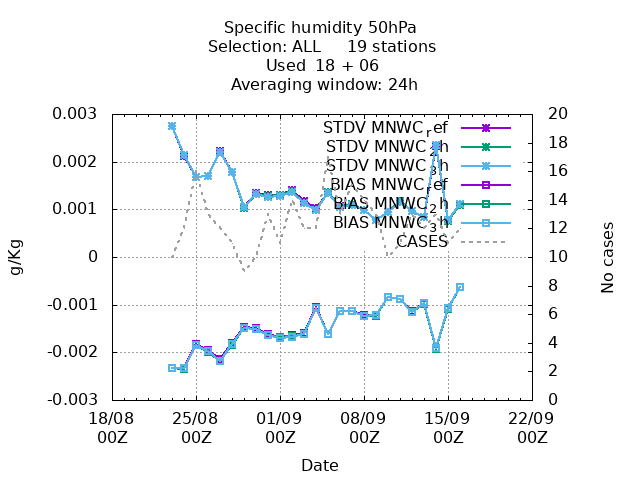 Specific humidity 50hPa
Selection: ALL     19 stations
Used  18 + 06
Averaging window: 24h
0.003
0.002
0.001
0
-0.001
-0.002
-0.003
g/Kg
20
18
16
14
12
10
8
6
4
2
0
No cases
STDV MNWC_ref
STDV MNWC_2h
STDV MNWC_3h
BIAS MNWC_ref
BIAS MNWC_2h
BIAS MNWC_3h
CASES
18/08 25/08 01/09 08/09 15/09 22/09
00Z 00Z 00Z 00Z 00Z 00Z
Date